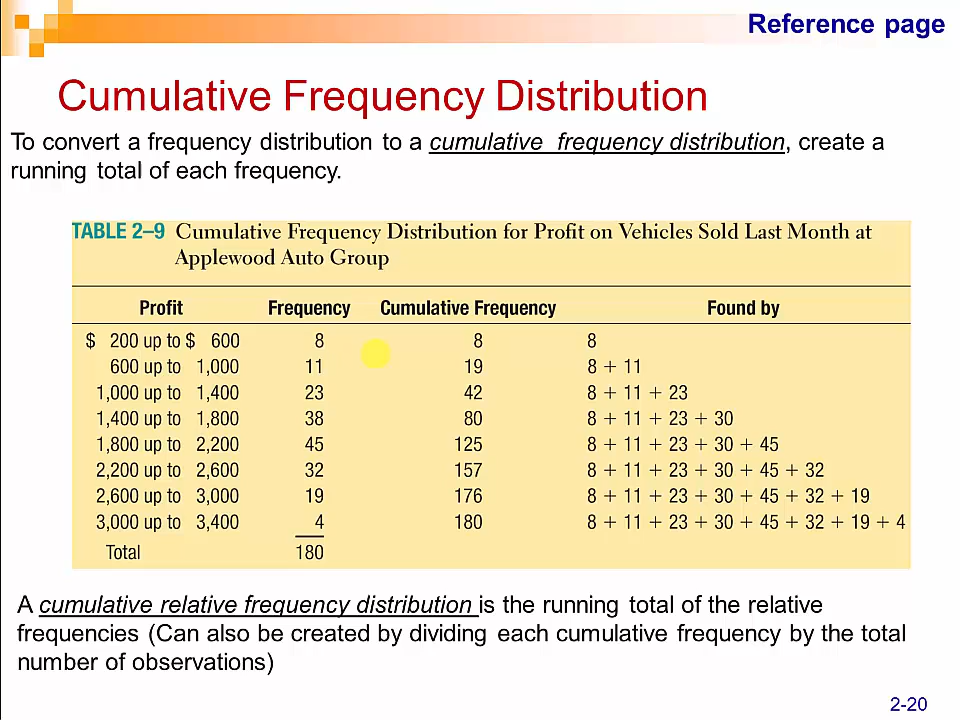 Reference page
Cumulative Frequency Distribution
To convert a frequency distribution to a cumulative frequency distribution, create a
running total of each frequency.
TABLE 2–9 Cumulative Frequency Distribution for Profit on Vehicles Sold Last Month at
Applewood Auto Group
Profit Frequency Cumulative Frequency Found by
$ 200 up to $ 600 8 8 8
600 up to 1,000 11 19 8 + 11
1,000 up to 1,400 23 42 8 + 11 + 23
1,400 up to 1,800 38 80 8 + 11 + 23 + 30
1,800 up to 2,200 45 125 8 + 11 + 23 + 30 + 45
2,200 up to 2,600 32 157 8 + 11 + 23 + 30 + 45 + 32
2,600 up to 3,000 19 176 8 + 11 + 23 + 30 + 45 + 32 + 19
3,000 up to 3,400 4 180 8 + 11 + 23 + 30 + 45 + 32 + 19 + 4
Total 180
A cumulative relative frequency distribution is the running total of the relative
frequencies (Can also be created by dividing each cumulative frequency by the total
number of observations)
2-20